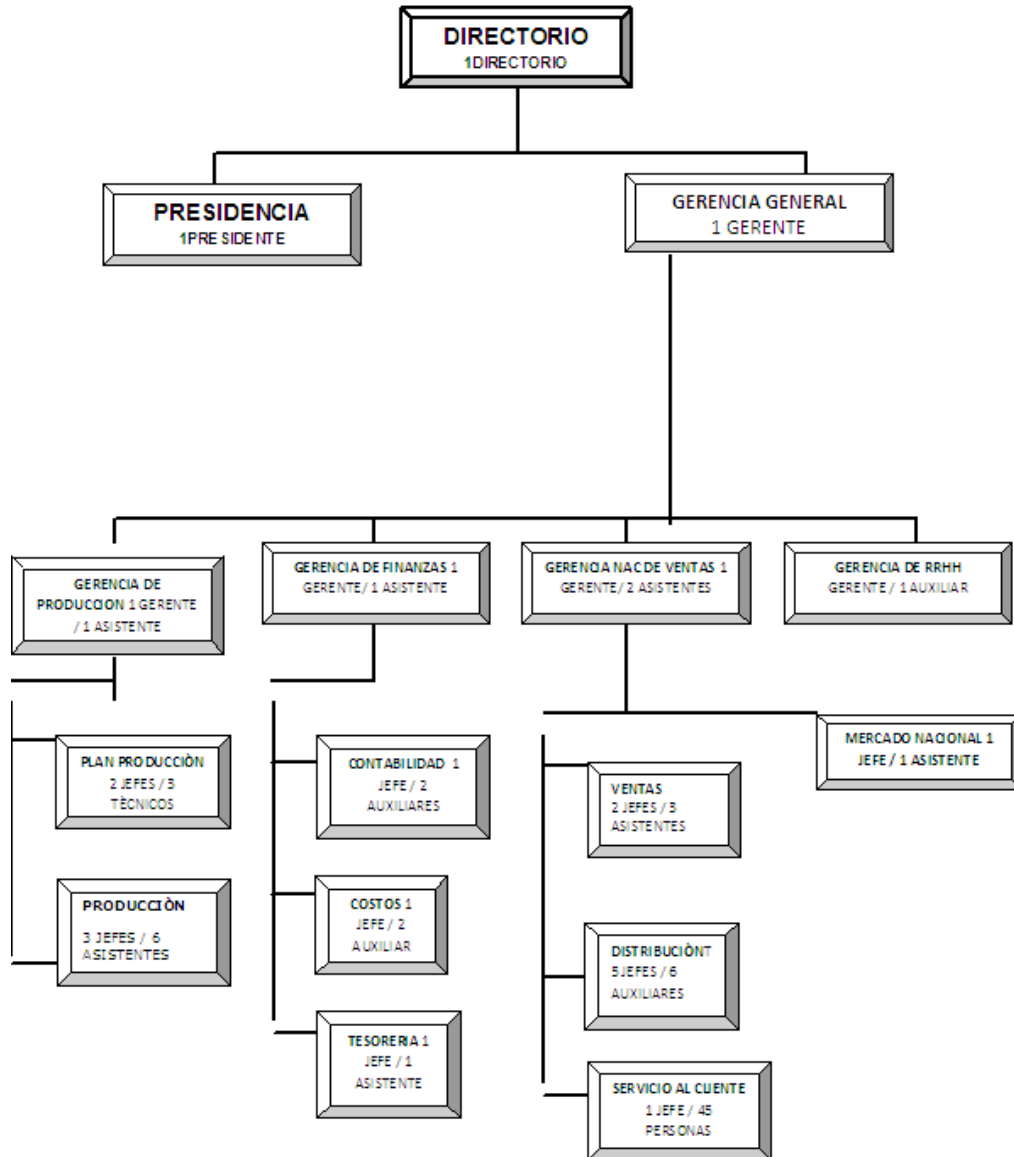 DIRECTORIO
1DIRECTORIO
PRESIDENCIA
1PRESIDENTE
GERENCIA GENERAL
1 GERENTE
GERENCIA DE
PRODUCCION 1 GERENTE
/ 1 ASISTENTE
GERENCIA DE FINANZAS 1
GERENTE/ 1 ASISTENTE
GERENCIA NAC DE VENTAS 1
GERENTE/ 2 ASISTENTES
GERENCIA DE RRHH
GERENTE / 1 AUXILIAR
PLAN PRODUCCIÒN
2 JEFES / 3
TÈCNICOS
PRODUCCIÒN
3 JEFES / 6
ASISTENTES
CONTABILIDAD 1
JEFE / 2
AUXILIARES
COSTOS 1
JEFE / 2
AUXILIAR
TESORERIA 1
JEFE / 1
ASISTENTE
VENTAS
2 JEFES / 3
ASISTENTES
DISTRIBUCIÒNT
5 JEFES / 6
AUXILIARES
SERVICIO AL CLIENTE
1 JEFE / 45
PERSONAS
MERCADO NACIONAL 1
JEFE / 1 ASISTENTE